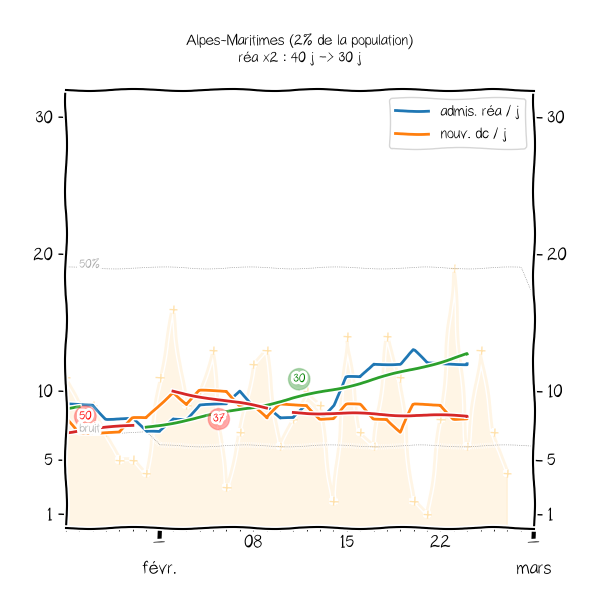 Alpes-Maritimes (2% de la population)
réa x2 : 40 j -> 30 j
admis. réa / j
nouv. dc / j
30
30
20
20
50%
30
10
10
50
37
bruit
5
5
1
1
08
15
22
févr.
mars